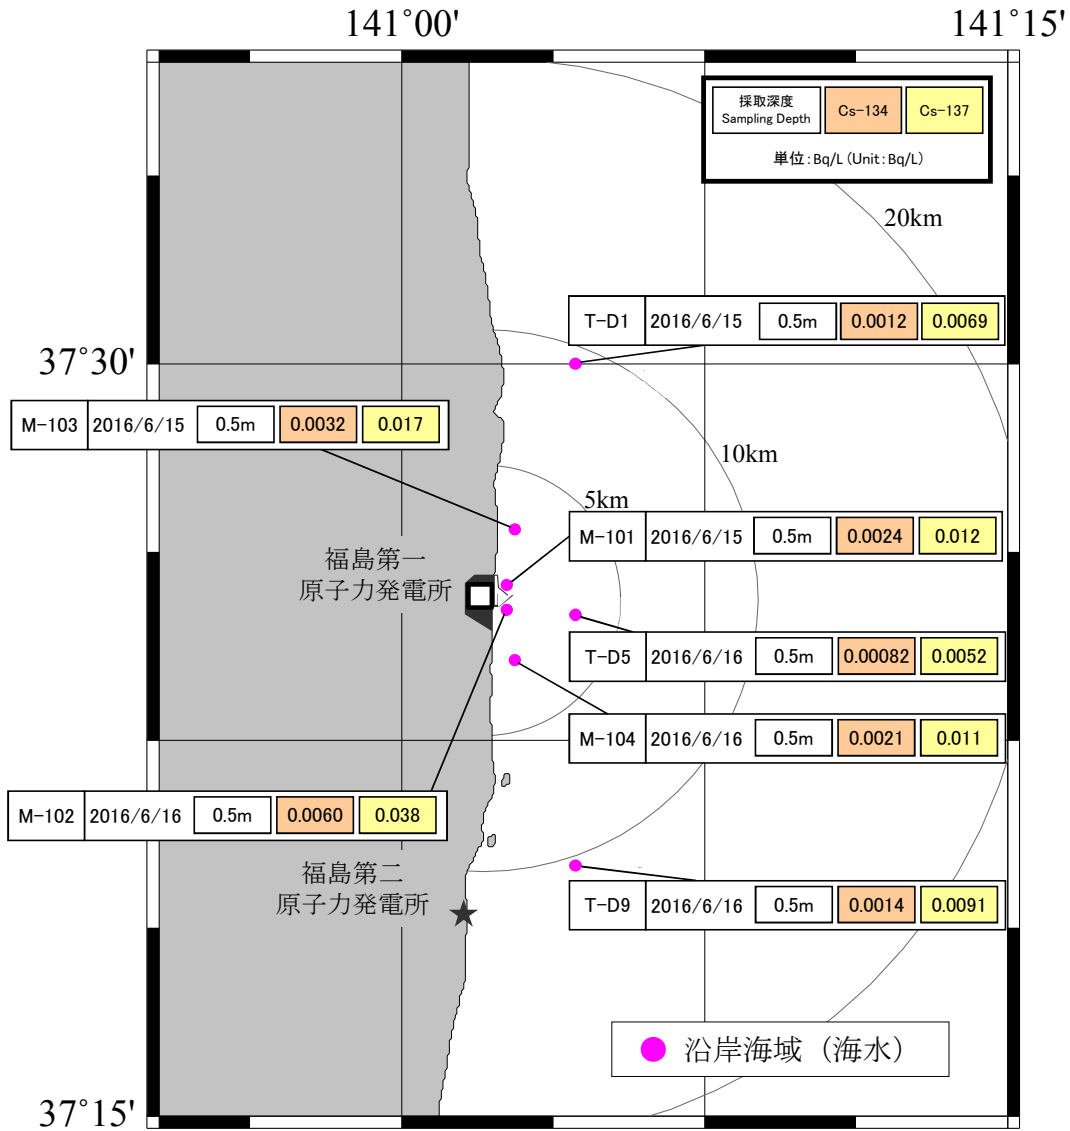 141°00'
141°15'
採取深度
Sampling Depth
Cs-134
Cs-137
単位:Bq/L (Unit:Bq/L)
20km
T-D1 2016/6/15 0.5m 0.0012 0.0069
37°30'
M-103 2016/6/15 0.5m 0.0032 0.017
10km
5km
M-101 2016/6/15 0.5m 0.0024 0.012
福島第一
原子力発電所
T-D5 2016/6/16 0.5m 0.00082 0.0052
M-104 2016/6/16 0.5m 0.0021 0.011
M-102 2016/6/16 0.5m 0.0060 0.038
福島第二
原子力発電所
T-D9 2016/6/16 0.5m 0.0014 0.0091
沿岸海域（海水）
37°15'